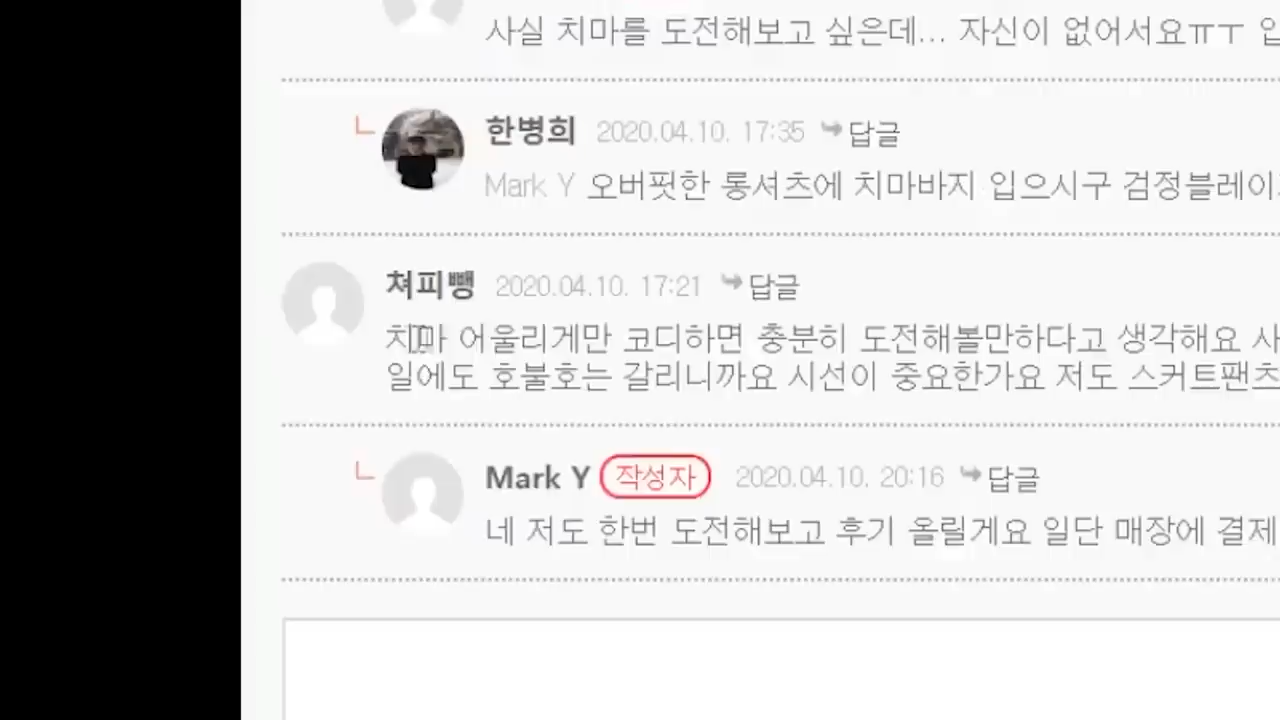 사실 치마를 도전해보고 싶은데... 자신이 없어서요ㅠㅜ
한병희 2020.04.10. 17:35 답글
Mark Y 오버핏한 롱셔츠에 치마바지 입으시구 검정블레이
쳐피뺑 2020.04.10. 17:21 답글
치마 어울리게만 코디하면 충분히 도전해볼만하다고 생각해요 사
일에도 호불호는 갈리니까요 시선이 중요한가요 저도 스커트팬츠
Mark Y 작성자 2020.04.10. 20:16 답글
네 저도 한번 도전해보고 후기 올릴게요 일단 매장에 결제